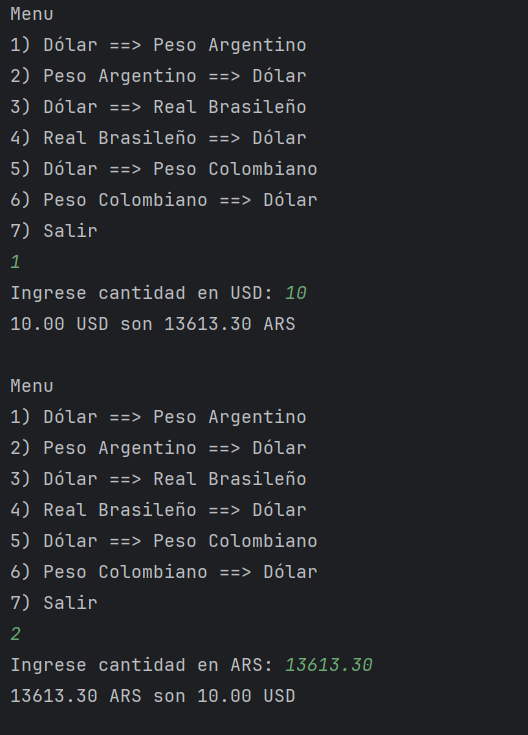 Menu
1) Dólar ==> Peso Argentino
2) Peso Argentino ==> Dólar
3) Dólar ==> Real Brasileño
4) Real Brasileño ==> Dólar
5) Dólar ==> Peso Colombiano
6) Peso Colombiano ==> Dólar
7) Salir
1
Ingrese cantidad en USD: 10
10.00 USD son 13613.30 ARS

Menu
1) Dólar ==> Peso Argentino
2) Peso Argentino ==> Dólar
3) Dólar ==> Real Brasileño
4) Real Brasileño ==> Dólar
5) Dólar ==> Peso Colombiano
6) Peso Colombiano ==> Dólar
7) Salir
2
Ingrese cantidad en ARS: 13613.30
13613.30 ARS son 10.00 USD